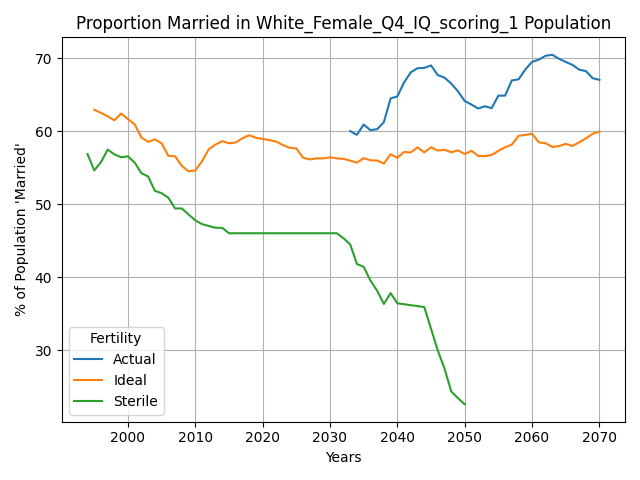 Proportion Married in White_Female_Q4_IQ_scoring_1 Population
% of Population 'Married'
70
60
50
40
30
Fertility
Actual
Ideal
Sterile
2000 2010 2020 2030 2040 2050 2060 2070
Years